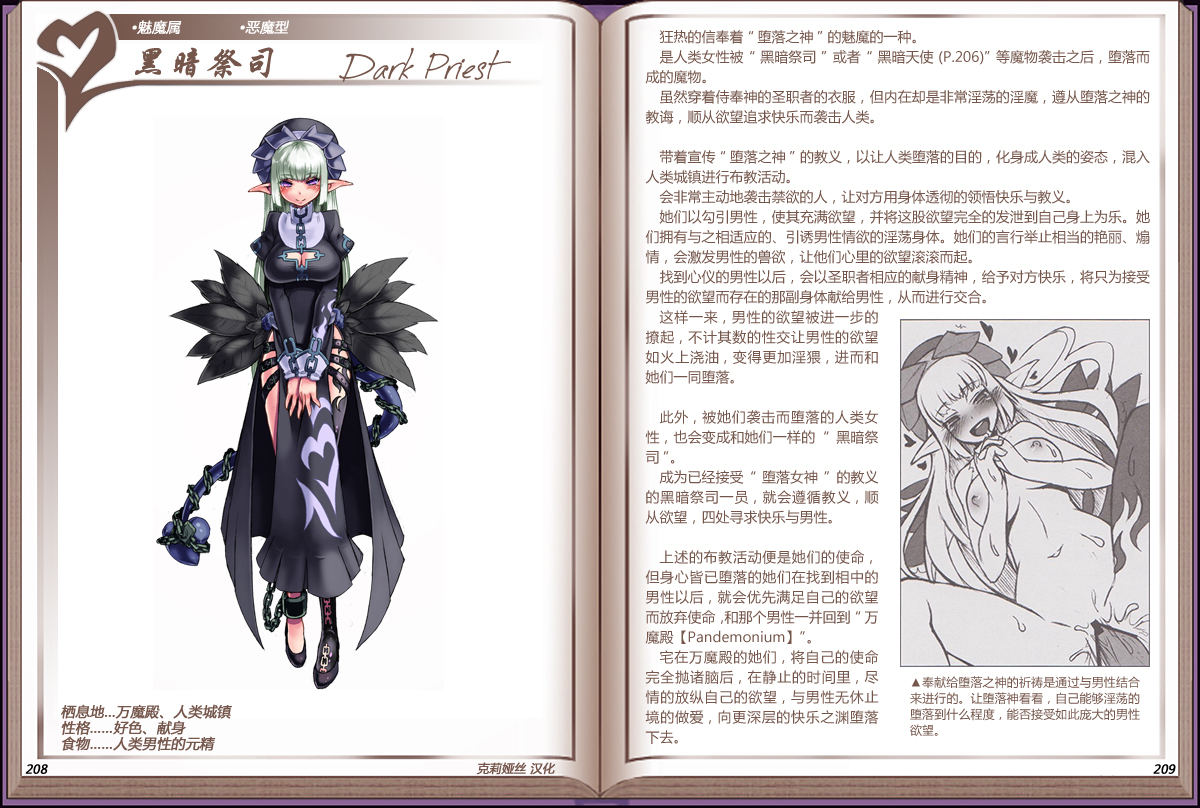 •魅魔属 •恶魔型
黑暗祭司 Dark Priest
栖息地...万魔殿、人类城镇
性格......好色、献身
食物......人类男性的元精
208
克莉娅丝 汉化
狂热的信奉着“ 堕落之神 ”的魅魔的一种。
是人类女性被“ 黑暗祭司 ”或者“ 黑暗天使 (P.206)”等魔物袭击之后，堕落而
成的魔物。
虽然穿着侍奉神的圣职者的衣服，但内在却是非常淫荡的淫魔，遵从堕落之神的
教诲，顺从欲望追求快乐而袭击人类。
带着宣传“ 堕落之神 ”的教义，以让人类堕落的目的，化身成人类的姿态，混入
人类城镇进行布教活动。
会非常主动地袭击禁欲的人，让对方用身体透彻的领悟快乐与教义。
她们以勾引男性，使其充满欲望，并将这股欲望完全的发泄到自己身上为乐。她
们拥有与之相适应的、引诱男性情欲的淫荡身体。她们的言行举止相当的艳丽、煽
情，会激发男性的兽欲，让他们心里的欲望滚滚而起。
找到心仪的男性以后，会以圣职者相应的献身精神，给予对方快乐，将只为接受
男性的欲望而存在的那副身体献给男性，从而进行交合。
这样一来，男性的欲望被进一步的
撩起，不计其数的性交让男性的欲望
如火上浇油，变得更加淫猥，进而和
她们一同堕落。
此外，被她们袭击而堕落的人类女
性，也会变成和她们一样的 “ 黑暗祭
司 ”。
成为已经接受“ 堕落女神 ”的教义
的黑暗祭司一员，就会遵循教义，顺
从欲望，四处寻求快乐与男性。
上述的布教活动便是她们的使命，
但身心皆已堕落的她们在找到相中的
男性以后，就会优先满足自己的欲望
而放弃使命 ,和那个男性一并回到“ 万
魔殿【Pandemonium】”。
宅在万魔殿的她们，将自己的使命
完全抛诸脑后，在静止的时间里，尽
情的放纵自己的欲望，与男性无休止
境的做爱，向更深层的快乐之渊堕落
下去。
▲奉献给堕落之神的祈祷是通过与男性结合
来进行的。让堕落神看看，自己能够淫荡的
堕落到什么程度，能否接受如此庞大的男性
欲望。
209